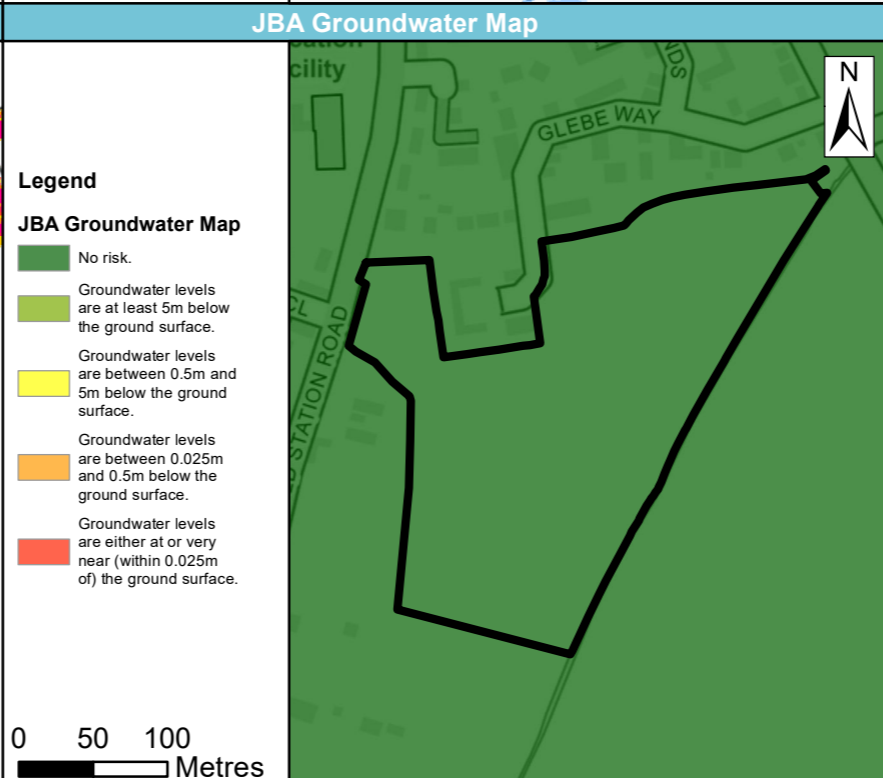 JBA Groundwater Map
cility
N
NDS
GLEBE WAY
Legend
JBA Groundwater Map
No risk.
Groundwater levels
are at least 5m below
the ground surface.
Groundwater levels
are between 0.5m and
5m below the ground
surface.
Groundwater levels
are between 0.025m
and 0.5m below the
ground surface.
Groundwater levels
are either at or very
near (within 0.025m
of) the ground surface.
CL
STATION ROAD
0 50 100
Metres